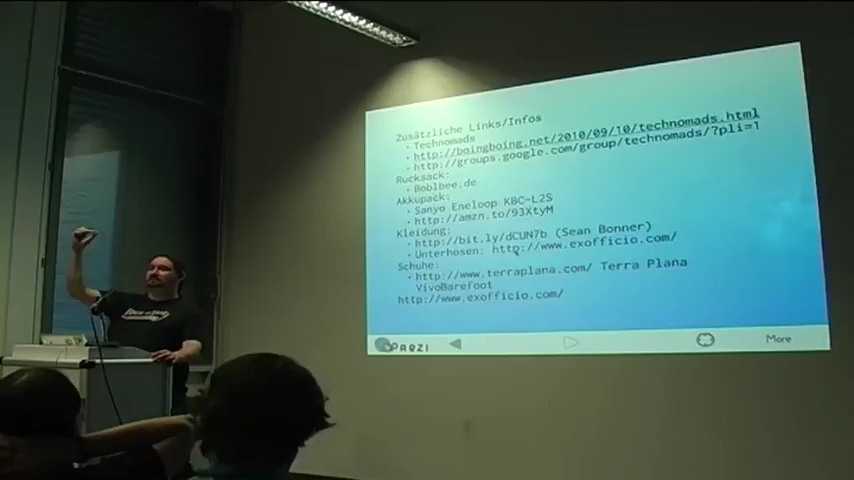 Zusätzliche Links/Infos
· Technomads
· http://boingboing.net/2010/09/10/technomads.html
· http://groups.google.com/group/technomads/?pli=1
Rucksack:
· Boblbee.de
Akkupack:
· Sanyo Eneloop KBC-L2S
· http://amzn.to/93XtyM
Kleidung:
· http://bit.ly/dCUN7b (Sean Bonner)
· Unterhosen: http://www.exofficio.com/
Schuhe:
· http://www.terraplana.com/ Terra Plana
VivoBarefoot
http://www.exofficio.com/
PREZI
More